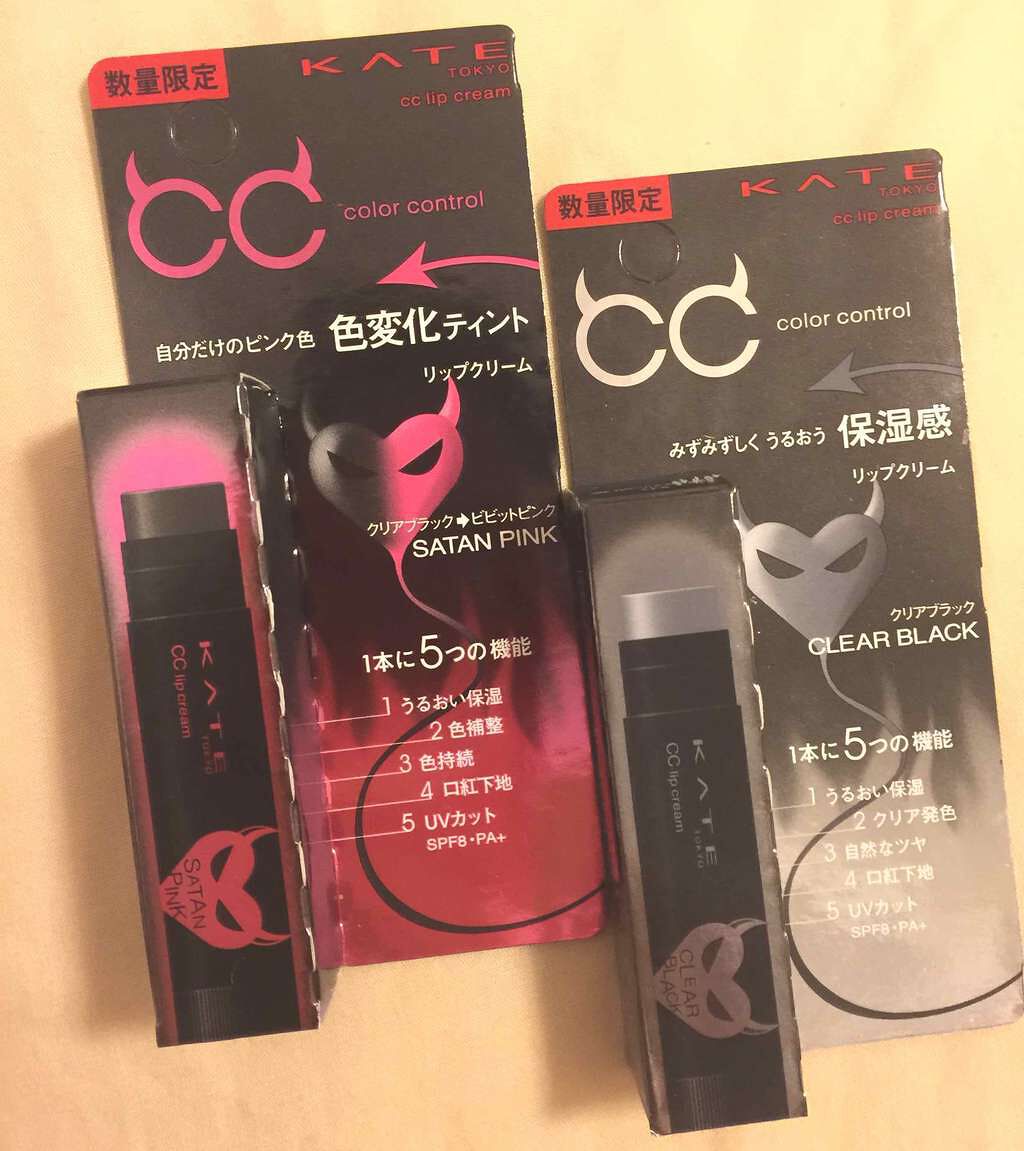 数量限定
KATE
TOKYO
cc lip cream
CC color control
自分だけのピンク色 色変化ティント
リップクリーム
クリアブラック➡ビビットピンク
SATAN PINK
1本に5つの機能
1 うるおい保湿
2 色補整
3 色持続
4 口紅下地
5 UVカット
SPF8・PA+
KATE
TOKYO
CC lip cream
SATAN
PINK
数量限定
KATE
TOKYO
cc lip cream
CC color control
みずみずしく うるおう 保湿感
リップクリーム
クリアブラック
CLEAR BLACK
1本に5つの機能
1 うるおい保湿
2 クリア発色
3 自然なツヤ
4 口紅下地
5 UVカット
SPF8・PA+
KATE
TOKYO
CC lip cream
CLEAR
BLACK